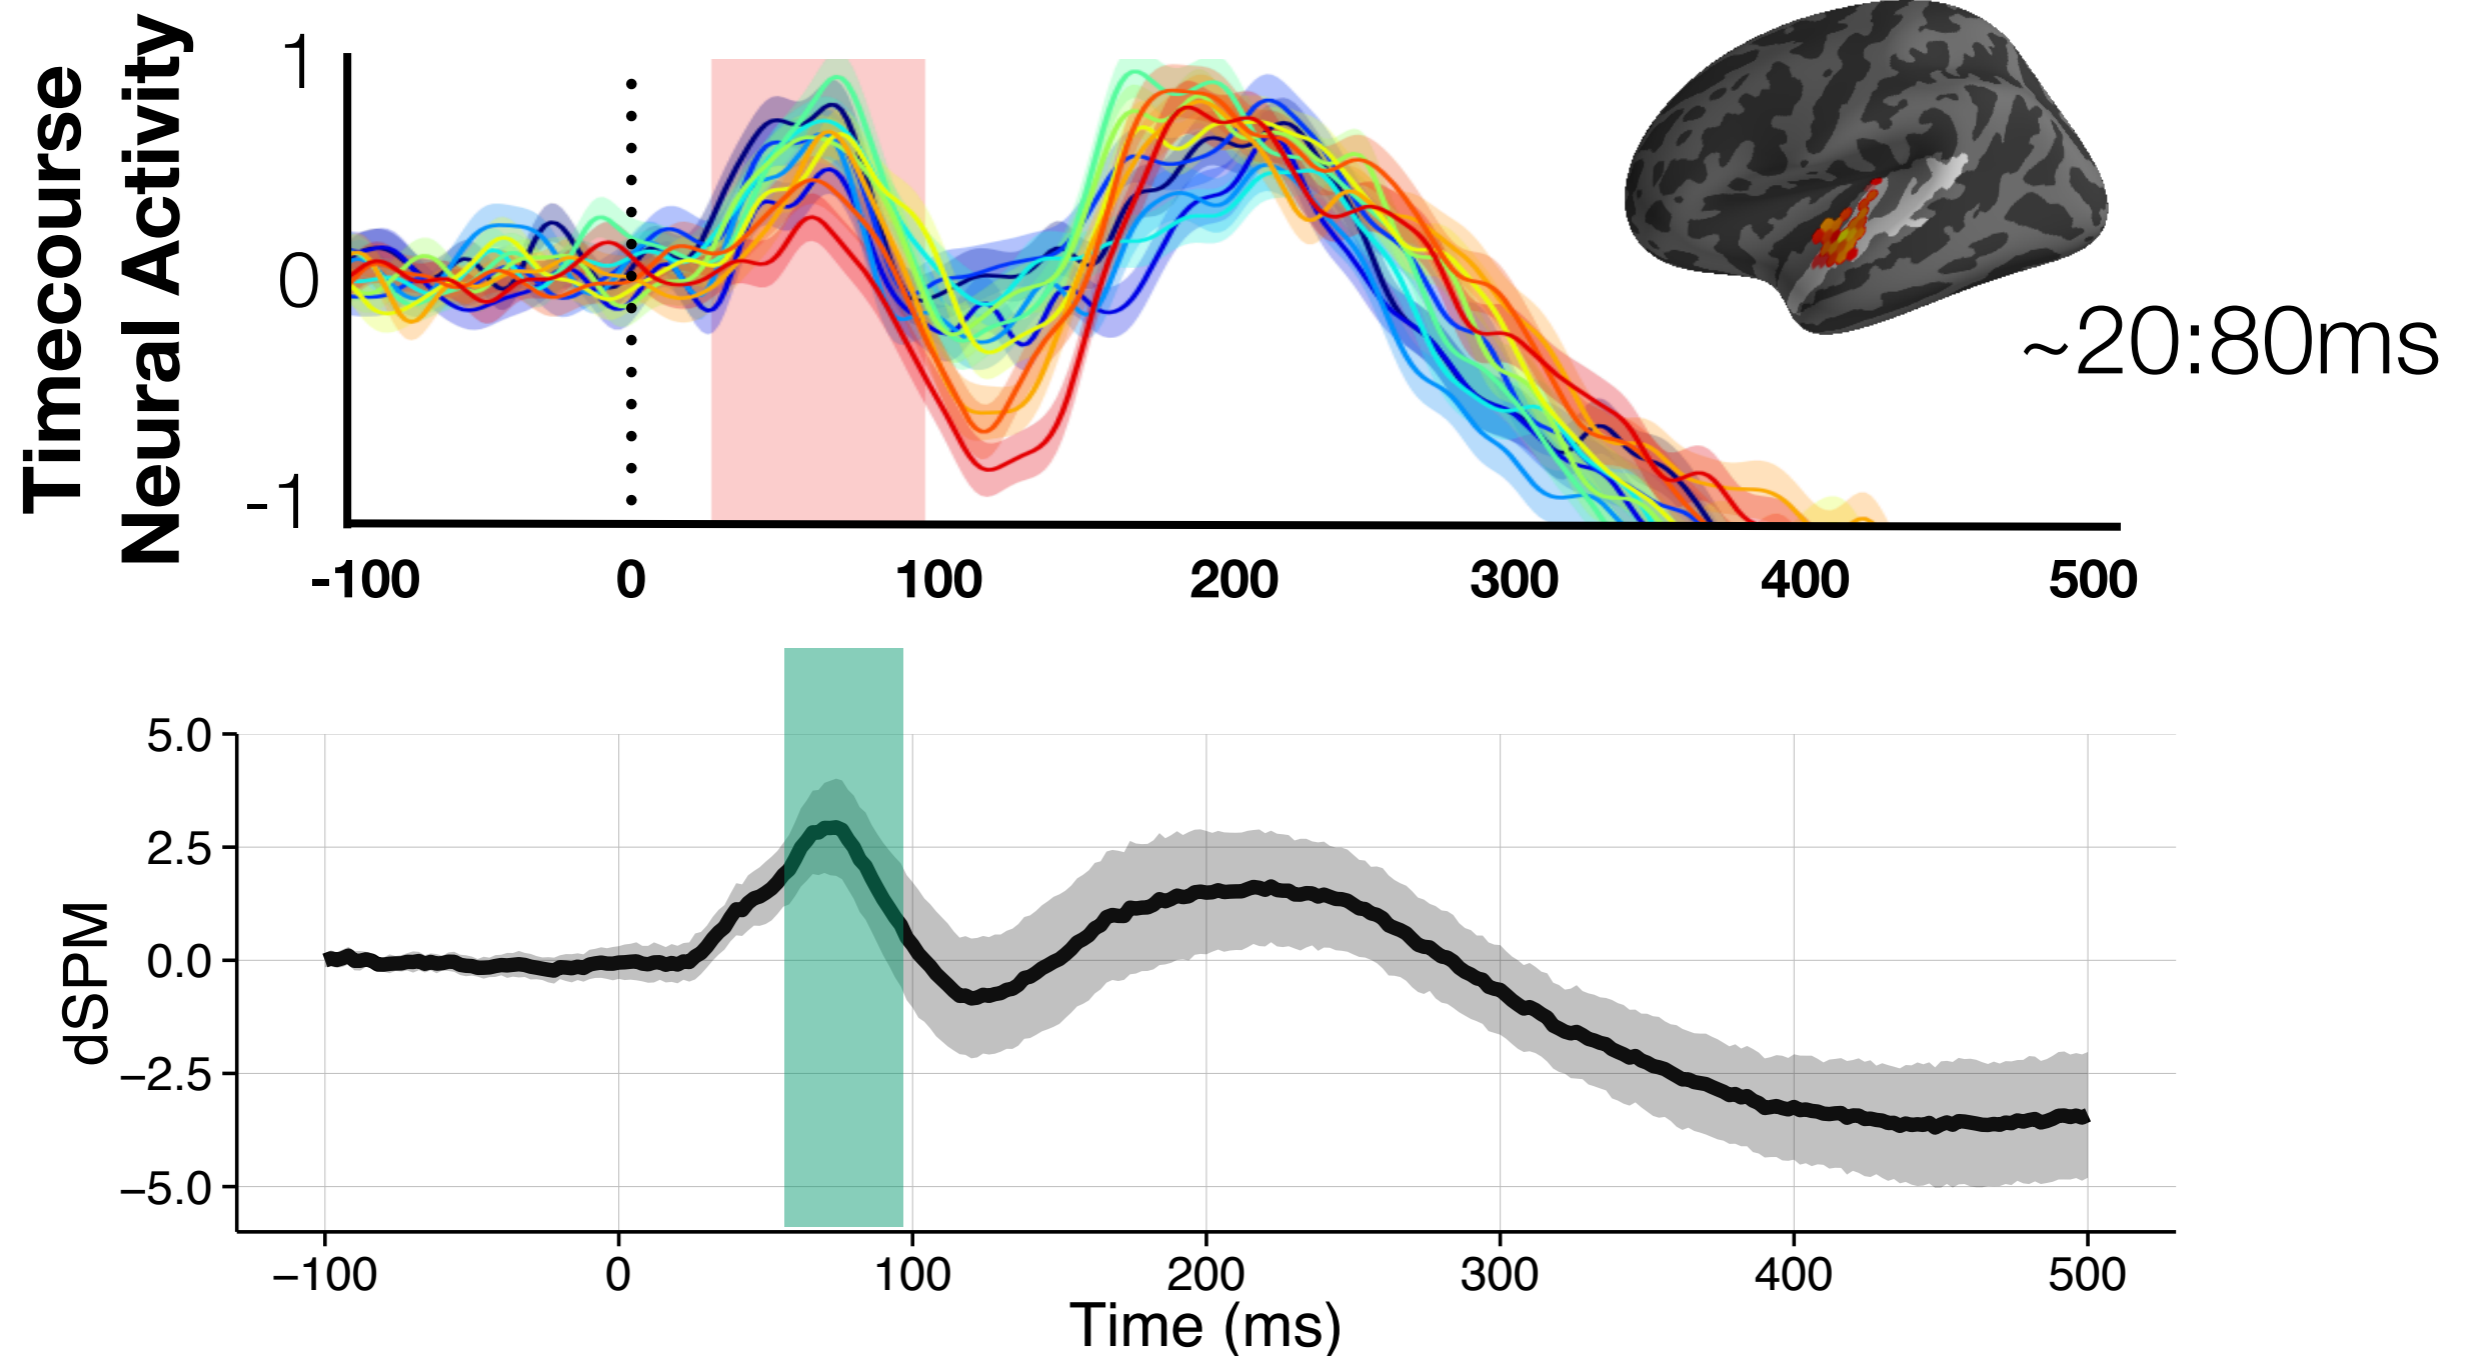 Timecourse
Neural Activity
1
0
-1
~20:80ms
-100 0 100 200 300 400 500
dSPM
5.0
2.5
0.0
−2.5
−5.0
−100 0 100 200 300 400 500
Time (ms)